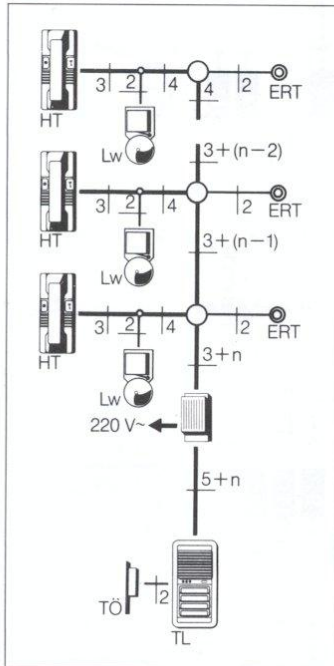 3 2 4 4 2
HT ERT
Lw
3+(n−2)
3 2 4 2
HT ERT
Lw
3+(n−1)
3 2 4 2
HT ERT
Lw
3+n
220 V~
5+n
TÖ 2
TL